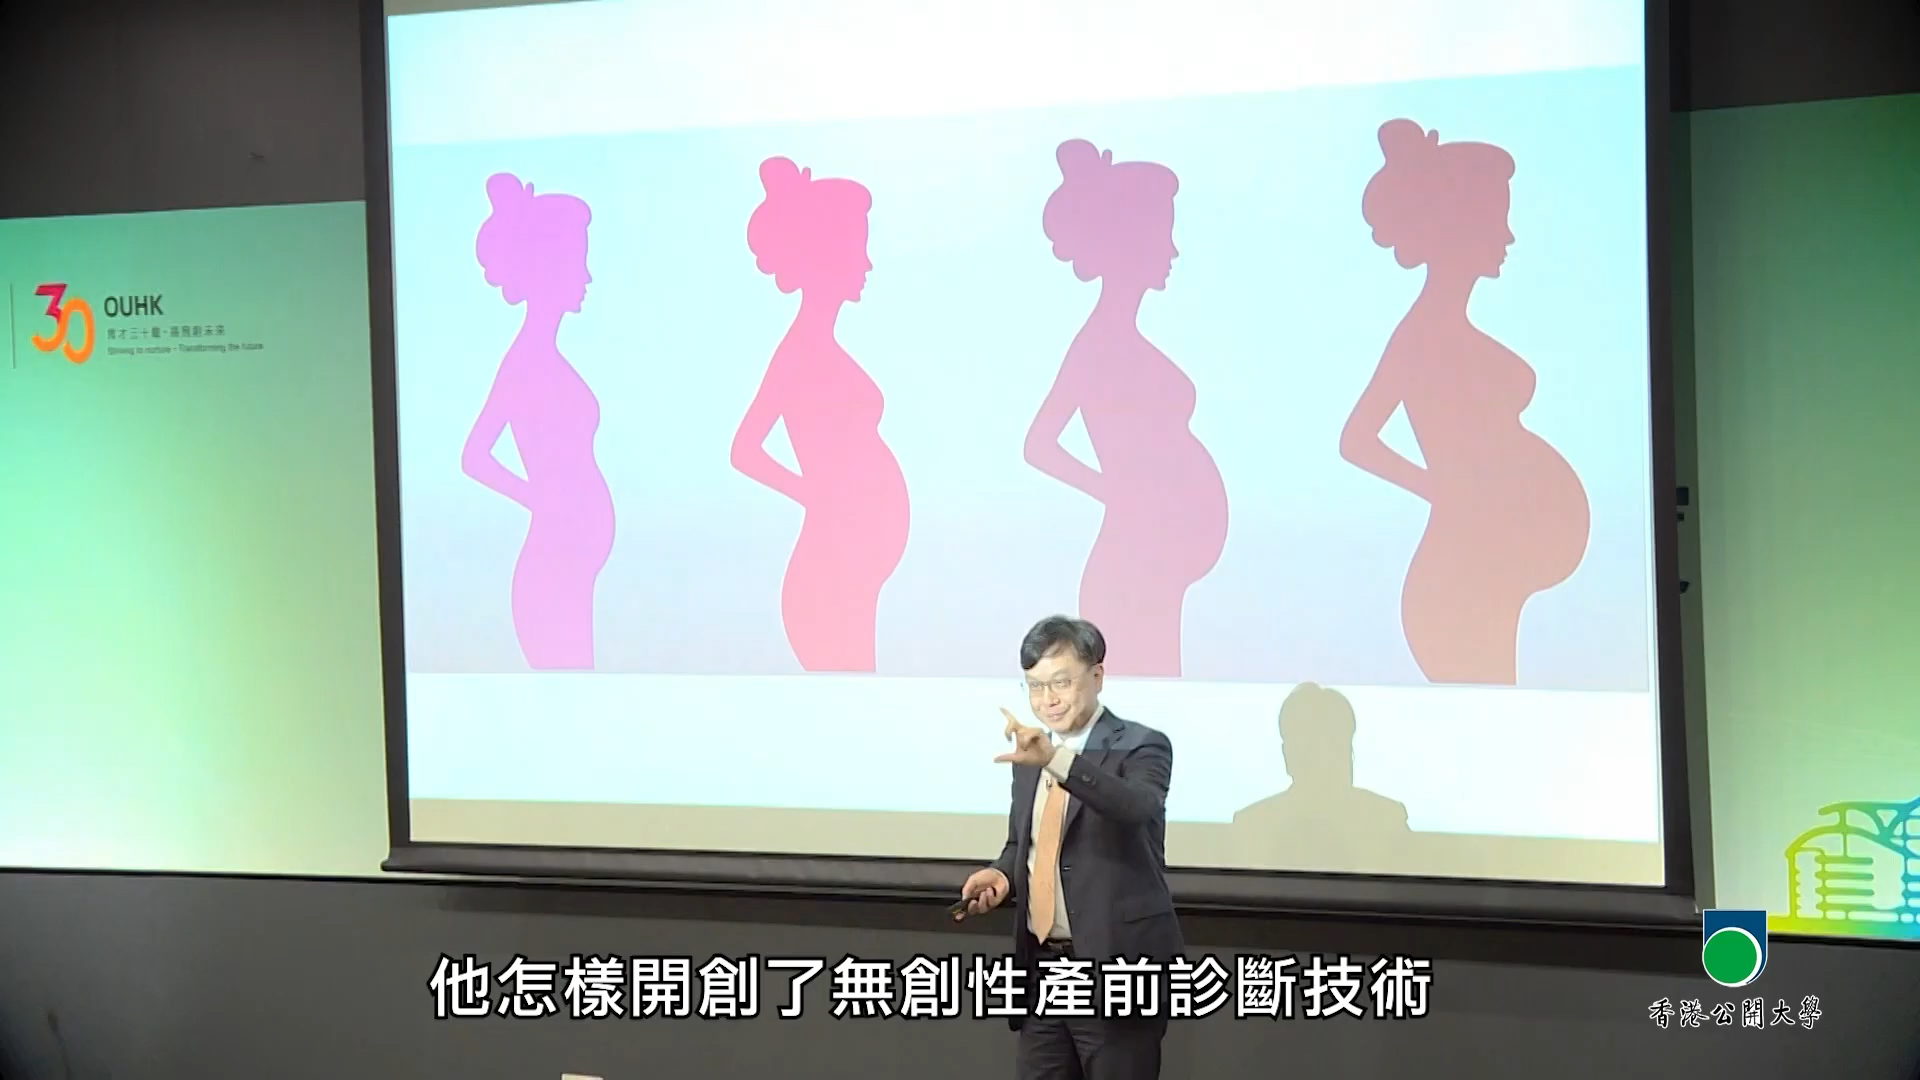 30
OUHK
育才三十載·高飛創未來
Striving to nurture · Transforming the future
他怎樣開創了無創性產前診斷技術
香港公開大學